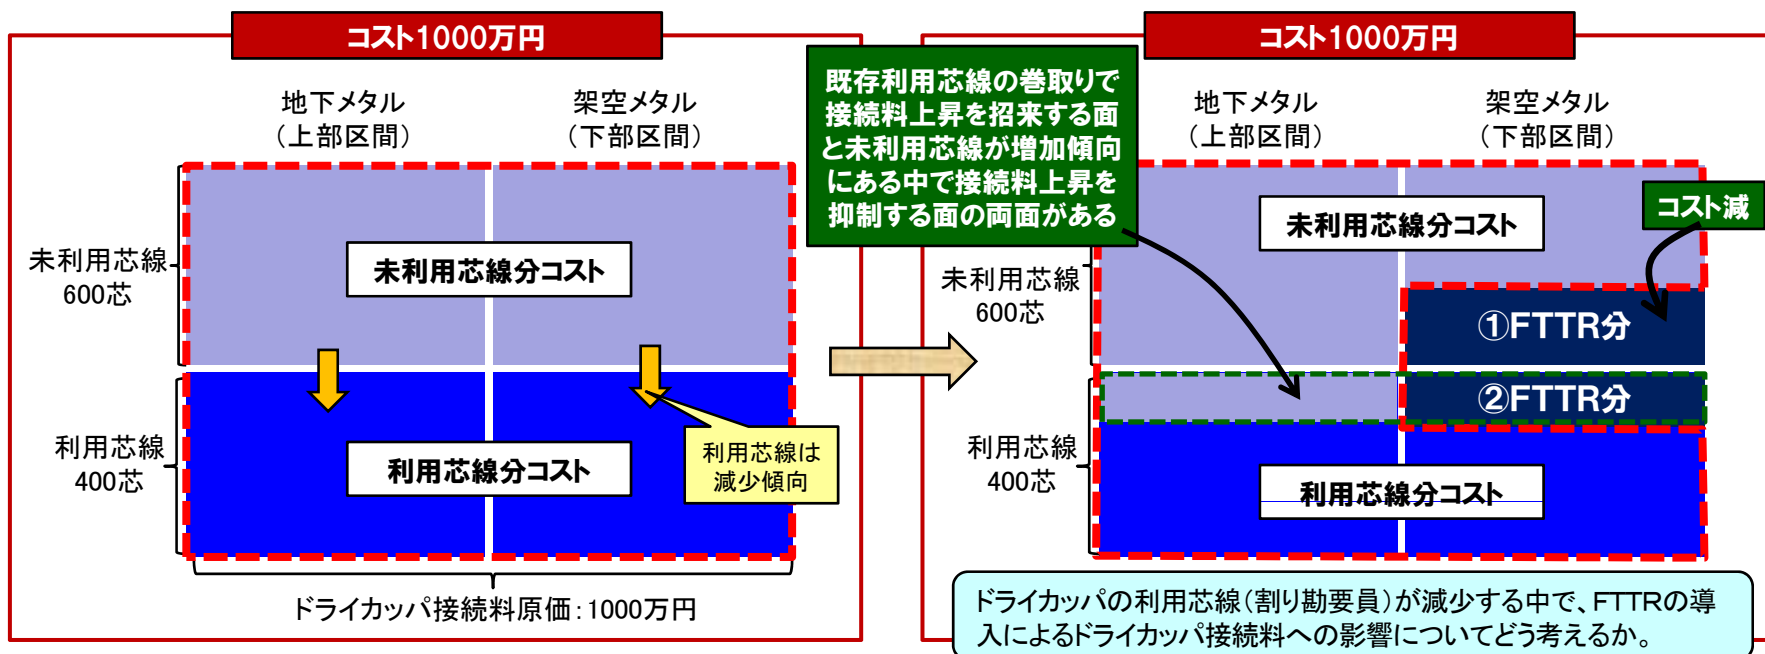 コスト1000万円
地下メタル
（上部区間）
架空メタル
（下部区間）
未利用芯線
600芯
未利用芯線分コスト
利用芯線
400芯
利用芯線分コスト
利用芯線は
減少傾向
ドライカッパ接続料原価：1000万円
コスト1000万円
既存利用芯線の巻取りで
接続料上昇を招来する面
と未利用芯線が増加傾向
にある中で接続料上昇を
抑制する面の両面がある
地下メタル
（上部区間）
架空メタル
（下部区間）
コスト減
未利用芯線分コスト
未利用芯線
600芯
①FTTR分
②FTTR分
利用芯線
400芯
利用芯線分コスト
ドライカッパの利用芯線（割り勘要員）が減少する中で、FTTRの導
入によるドライカッパ接続料への影響についてどう考えるか。